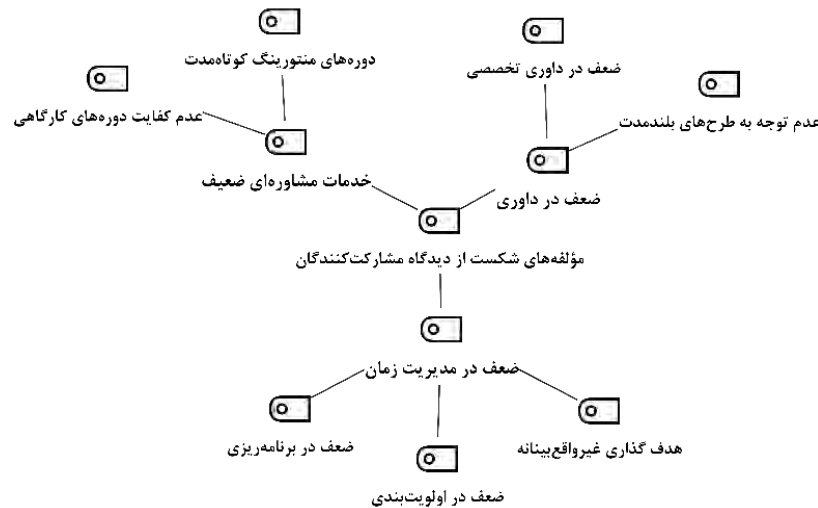 دوره‌های منتورینگ کوتاه‌مدت
ضعف در داوری تخصصی
عدم کفایت دوره‌های کارگاهی
عدم توجه به طرح‌های بلندمدت
خدمات مشاوره‌ای ضعیف
ضعف در داوری
مؤلفه‌های شکست از دیدگاه مشارکت‌کنندگان
ضعف در مدیریت زمان
ضعف در برنامه‌ریزی
هدف گذاری غیرواقع‌بینانه
ضعف در اولویت‌بندی